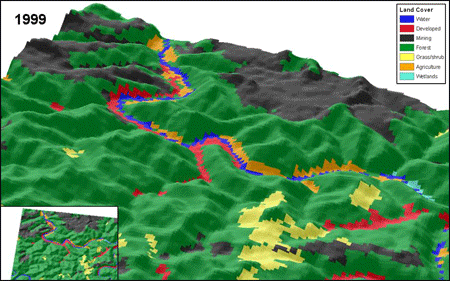 1999
Land Cover
Water
Developed
Mining
Forest
Grass/shrub
Agriculture
Wetlands